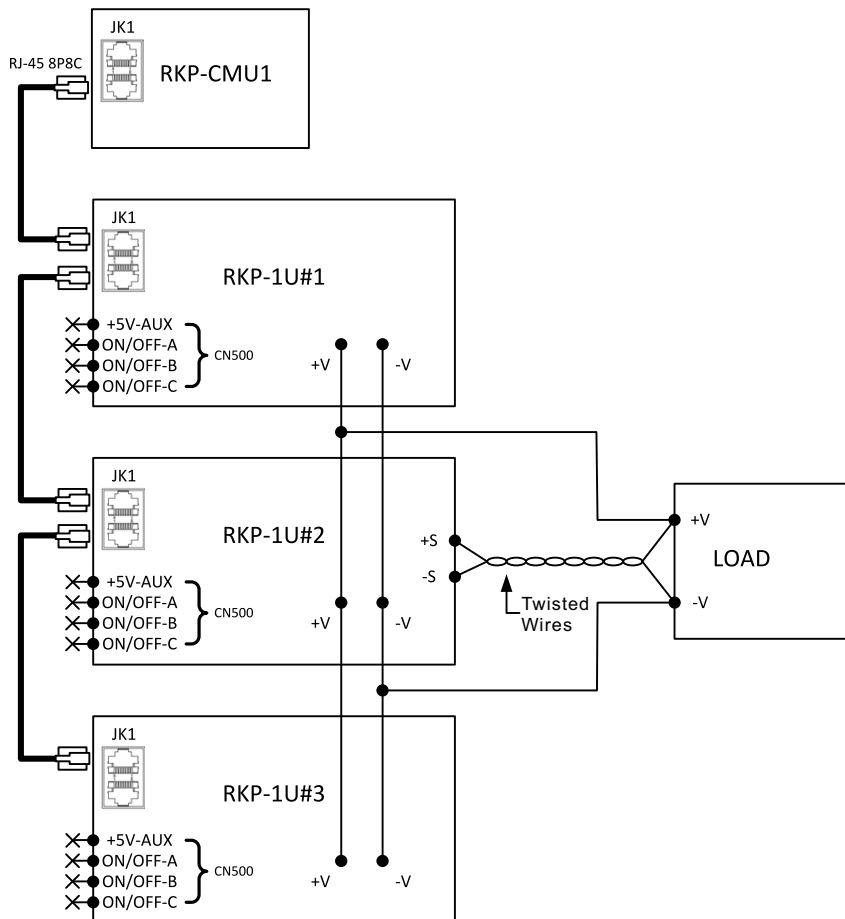 JK1
RJ-45 8P8C
RKP-CMU1
JK1
RKP-1U#1
+5V-AUX
ON/OFF-A
ON/OFF-B
ON/OFF-C
CN500
+V
-V
JK1
RKP-1U#2
+S
-S
+5V-AUX
ON/OFF-A
ON/OFF-B
ON/OFF-C
CN500
+V
-V
Twisted
Wires
+V
LOAD
-V
JK1
RKP-1U#3
+5V-AUX
ON/OFF-A
ON/OFF-B
ON/OFF-C
CN500
+V
-V